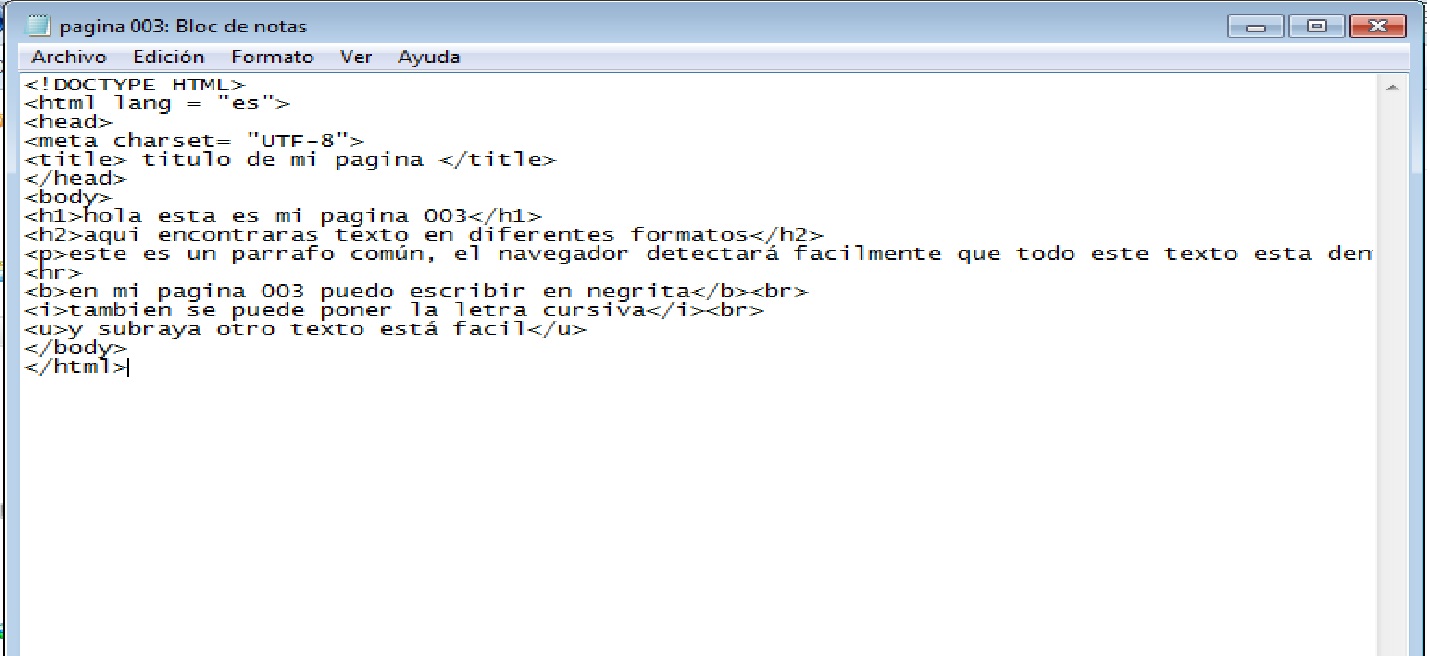 pagina 003: Bloc de notas
Archivo Edición Formato Ver Ayuda
<!DOCTYPE HTML>
<html lang = "es">
<head>
<meta charset= "UTF-8">
<title> titulo de mi pagina </title>
</head>
<body>
<h1>hola esta es mi pagina 003</h1>
<h2>aqui encontraras texto en diferentes formatos</h2>
<p>este es un parrafo común, el navegador detectará facilmente que todo este texto esta den
<hr>
<b>en mi pagina 003 puedo escribir en negrita</b><br>
<i>tambien se puede poner la letra cursiva</i><br>
<u>y subraya otro texto está facil</u>
</body>
</html>